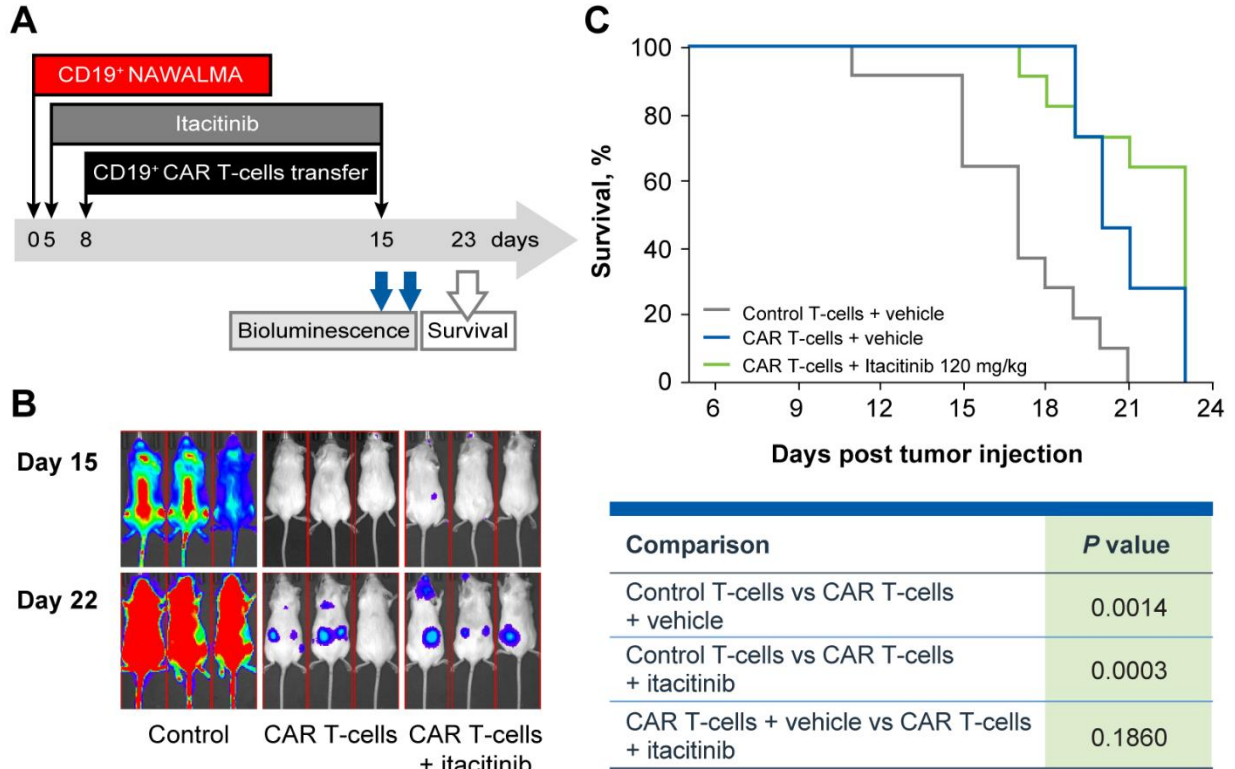 A
CD19⁺ NAWALMA
Itacitinib
CD19⁺ CAR T-cells transfer
0 5 8 15 23 days
Bioluminescence
Survival
B
Day 15
Day 22
Control
CAR T-cells
CAR T-cells
+ itacitinib
C
Survival, %
100
80
60
40
20
0
Control T-cells + vehicle
CAR T-cells + vehicle
CAR T-cells + Itacitinib 120 mg/kg
6 9 12 15 18 21 24
Days post tumor injection
Comparison P value
Control T-cells vs CAR T-cells
+ vehicle
0.0014
Control T-cells vs CAR T-cells
+ itacitinib
0.0003
CAR T-cells + vehicle vs CAR T-cells
+ itacitinib
0.1860